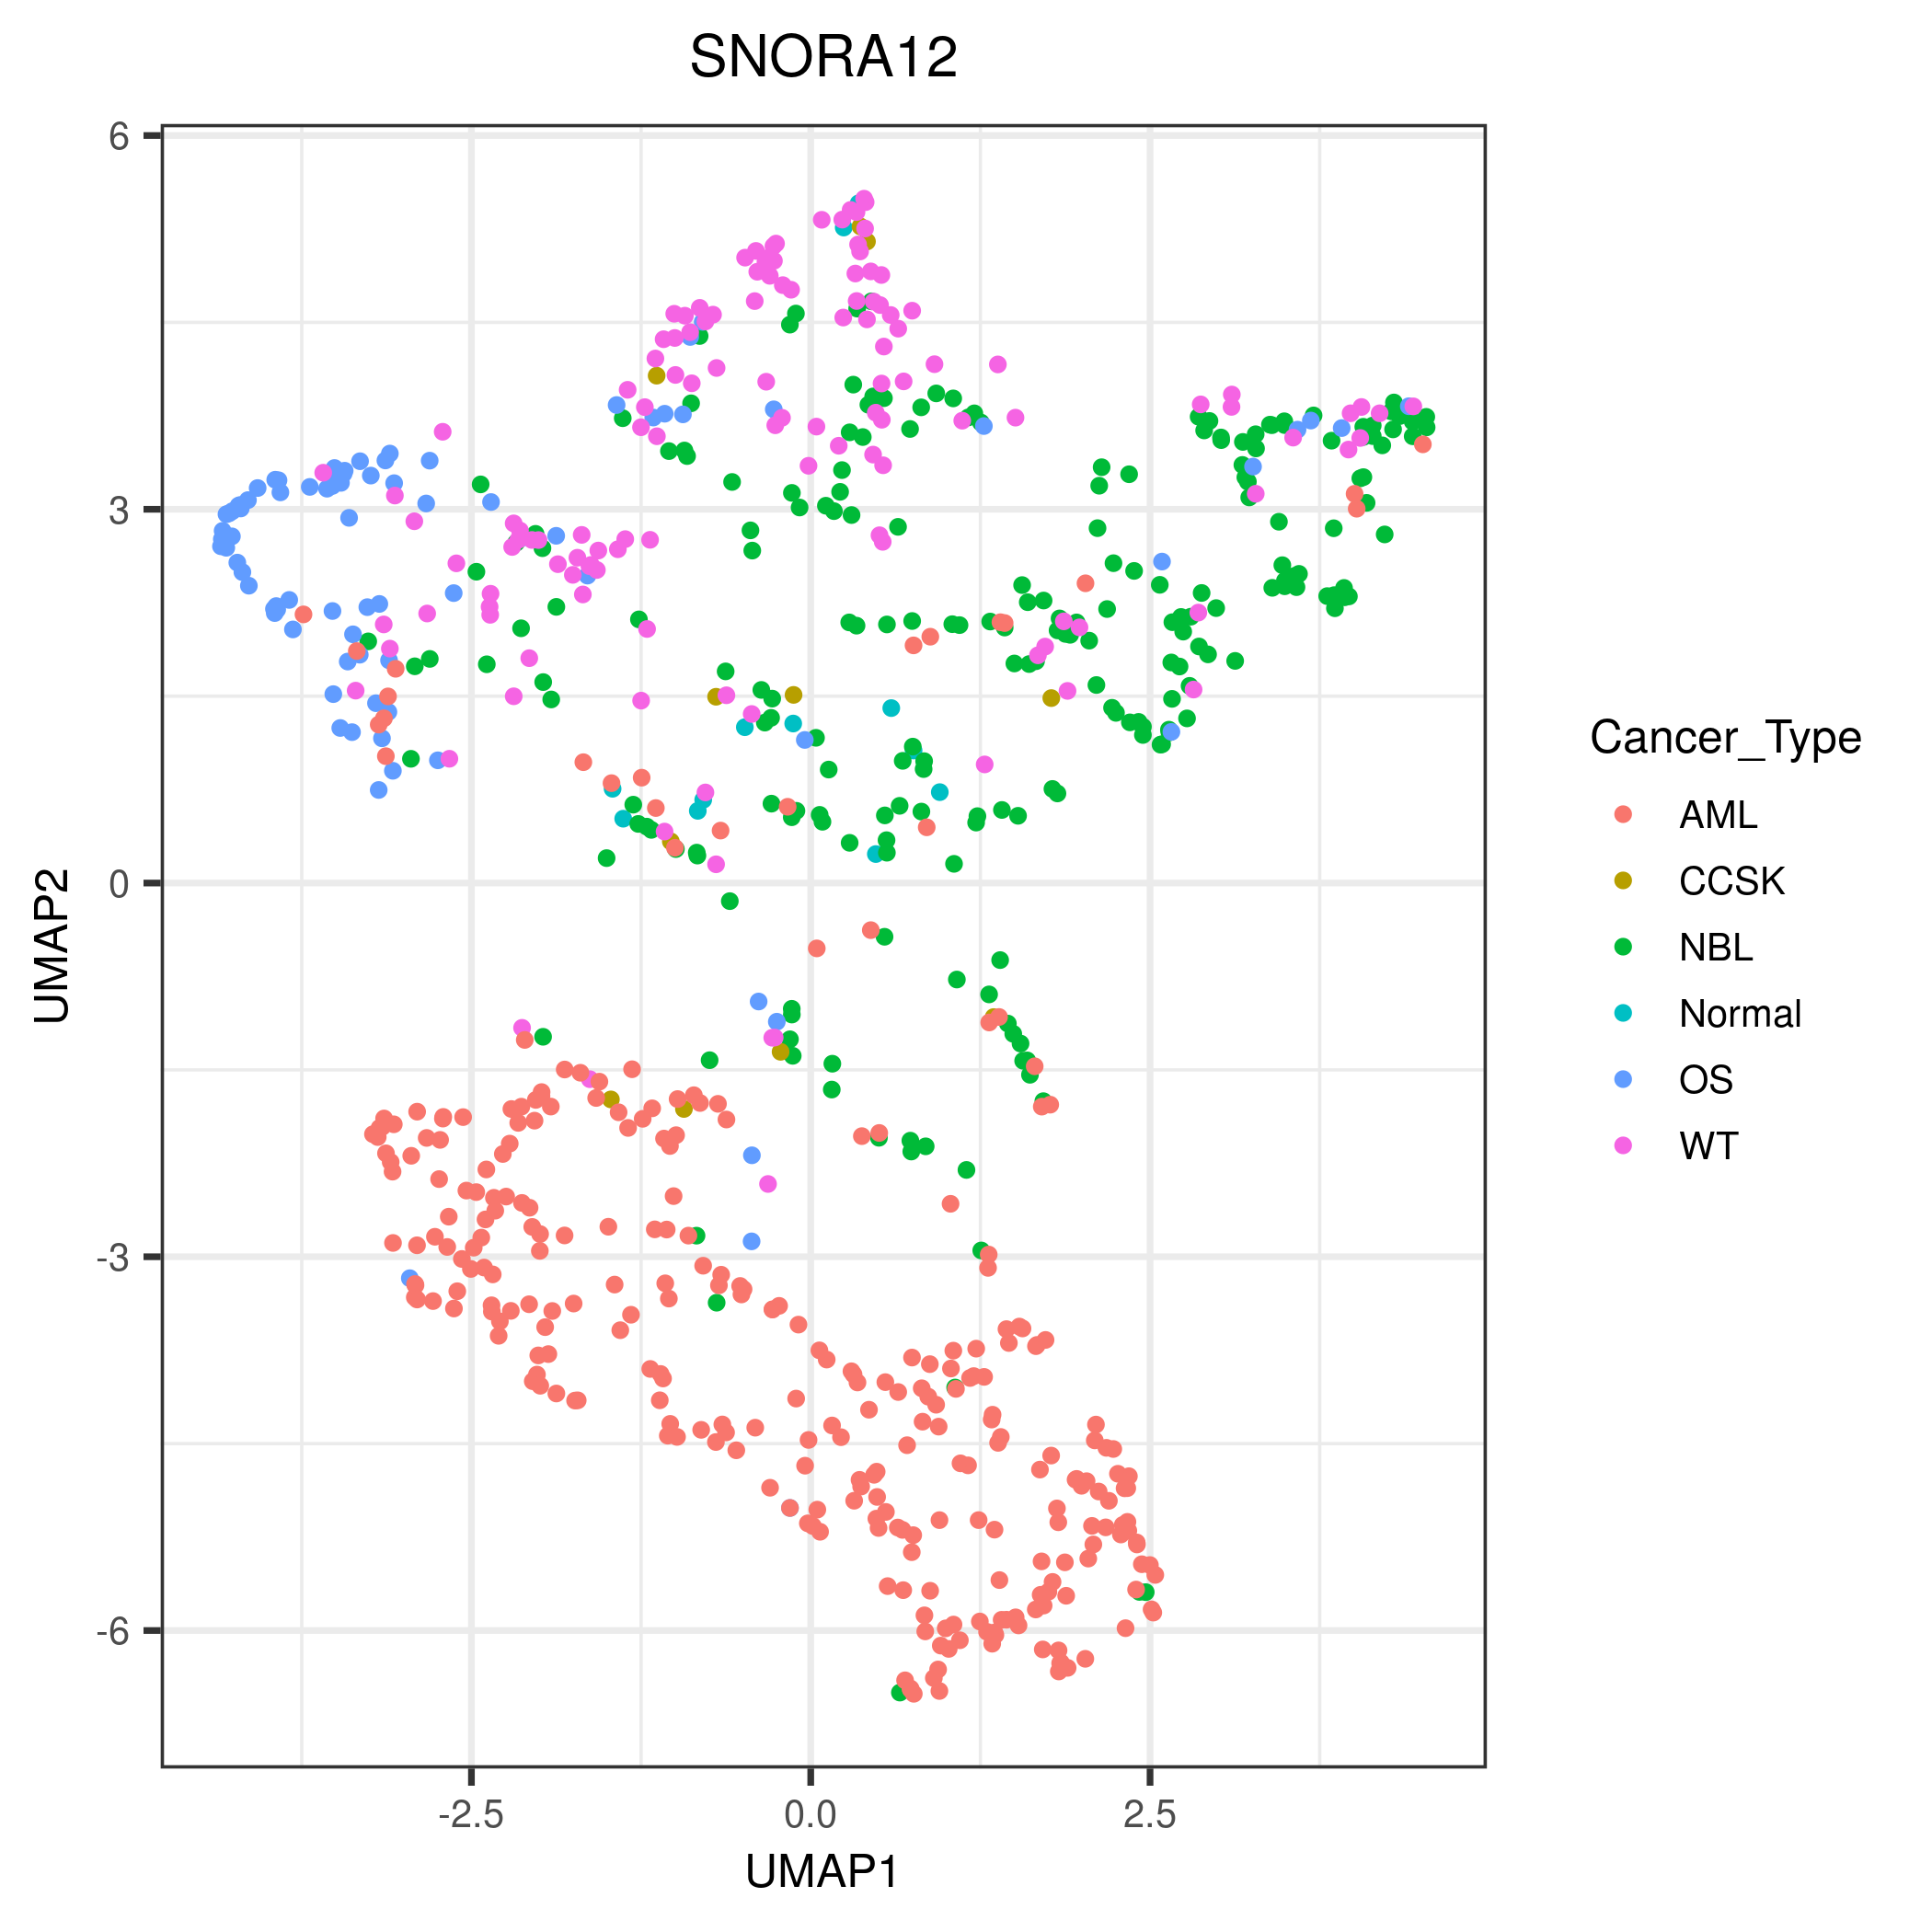 SNORA12
6
3
0
-3
-6
UMAP2
-2.5
0.0
2.5
UMAP1
Cancer_Type
AML
CCSK
NBL
Normal
OS
WT